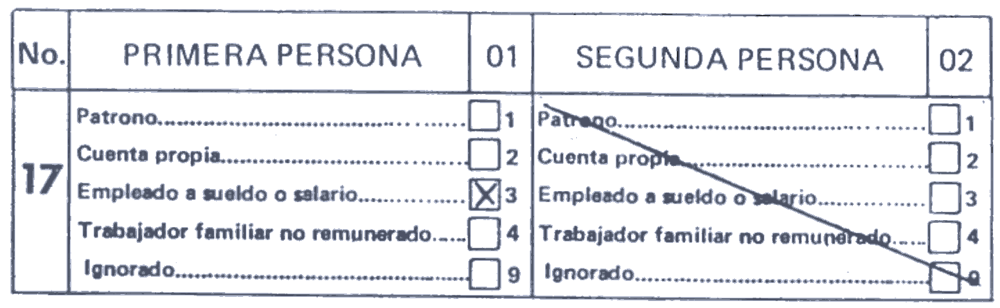 No. PRIMERA PERSONA 01 SEGUNDA PERSONA 02
17
Patrono 1
Cuenta propia 2
Empleado a sueldo o salario X 3
Trabajador familiar no remunerado 4
Ignorado 9
Patrono 1
Cuenta propia 2
Empleado a sueldo o salario 3
Trabajador familiar no remunerado 4
Ignorado 9